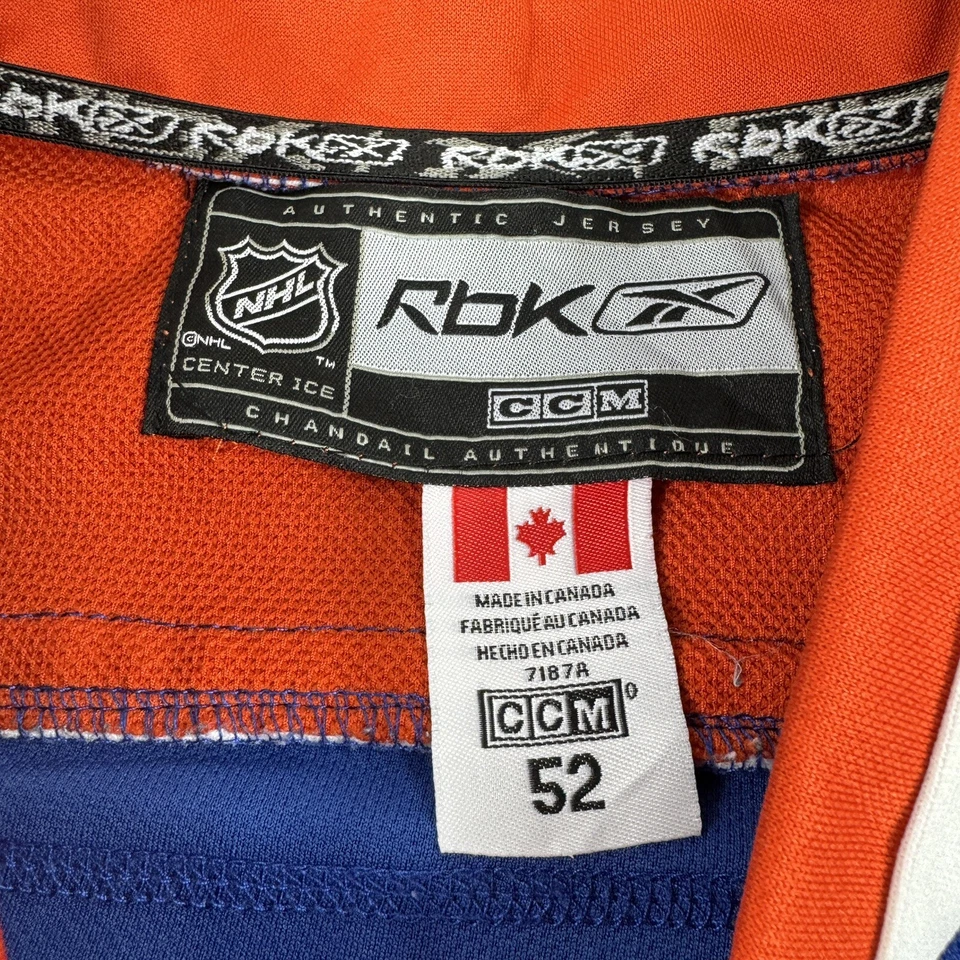 RbK RbK RbK RbK
AUTHENTIC JERSEY
NHL
RbK
©NHL
TM
CENTER ICE
CCM
CHANDAIL AUTHENTIQUE
MADE IN CANADA
FABRIQUÉ AU CANADA
HECHO EN CANADA
7187A
CCM
52